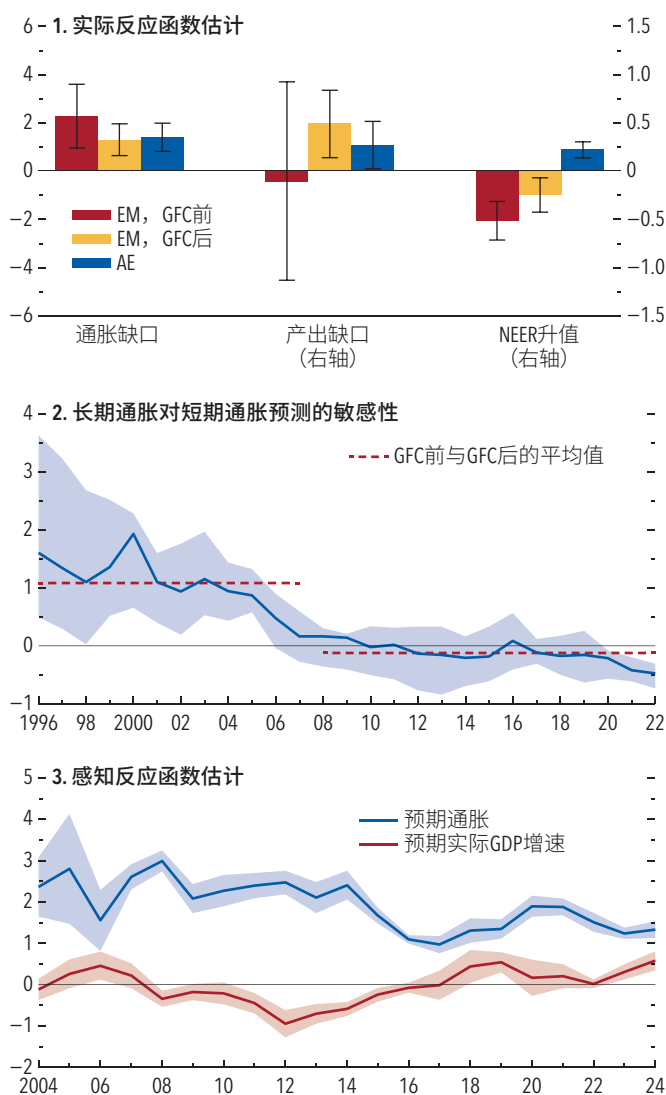 1. 实际反应函数估计
6
4
2
0
−2
−4
−6
1.5
1.0
0.5
0
−0.5
−1.0
−1.5
EM，GFC前
EM，GFC后
AE
通胀缺口
产出缺口
（右轴）
NEER升值
（右轴）
2. 长期通胀对短期通胀预测的敏感性
4
3
2
1
0
−1
GFC前与GFC后的平均值
1996 98 2000 02 04 06 08 10 12 14 16 18 20 22
3. 感知反应函数估计
5
4
3
2
1
0
−1
−2
预期通胀
预期实际GDP增速
2004 06 08 10 12 14 16 18 20 22 24